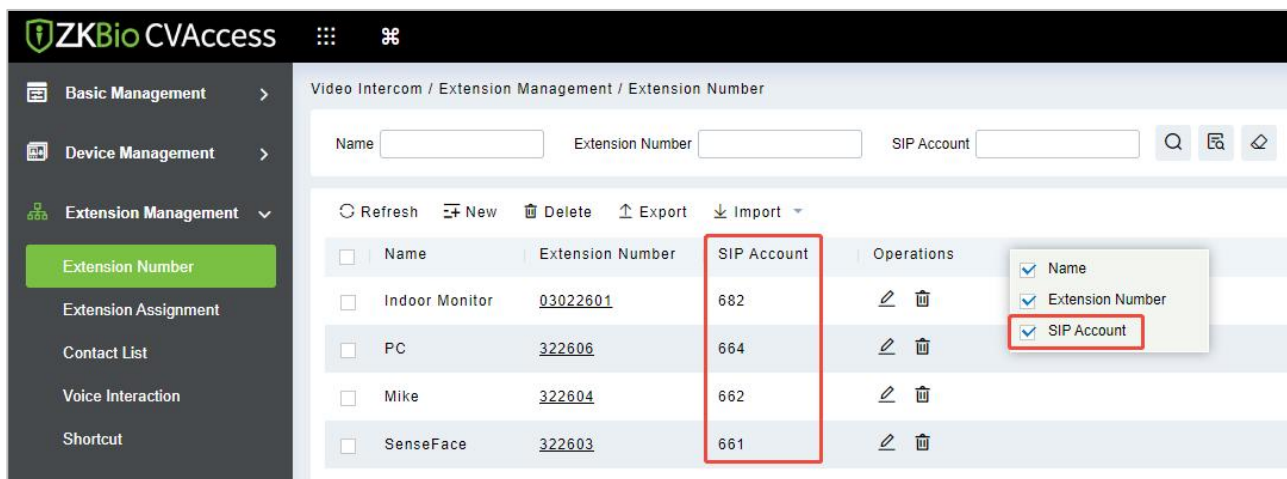 ZKBio CVAccess
Basic Management
Device Management
Extension Management
Extension Number
Extension Assignment
Contact List
Voice Interaction
Shortcut
Video Intercom / Extension Management / Extension Number
Name Extension Number SIP Account
Refresh New Delete Export Import
Name Extension Number SIP Account Operations
Indoor Monitor 03022601 682
PC 322606 664
Mike 322604 662
SenseFace 322603 661
Name
Extension Number
SIP Account